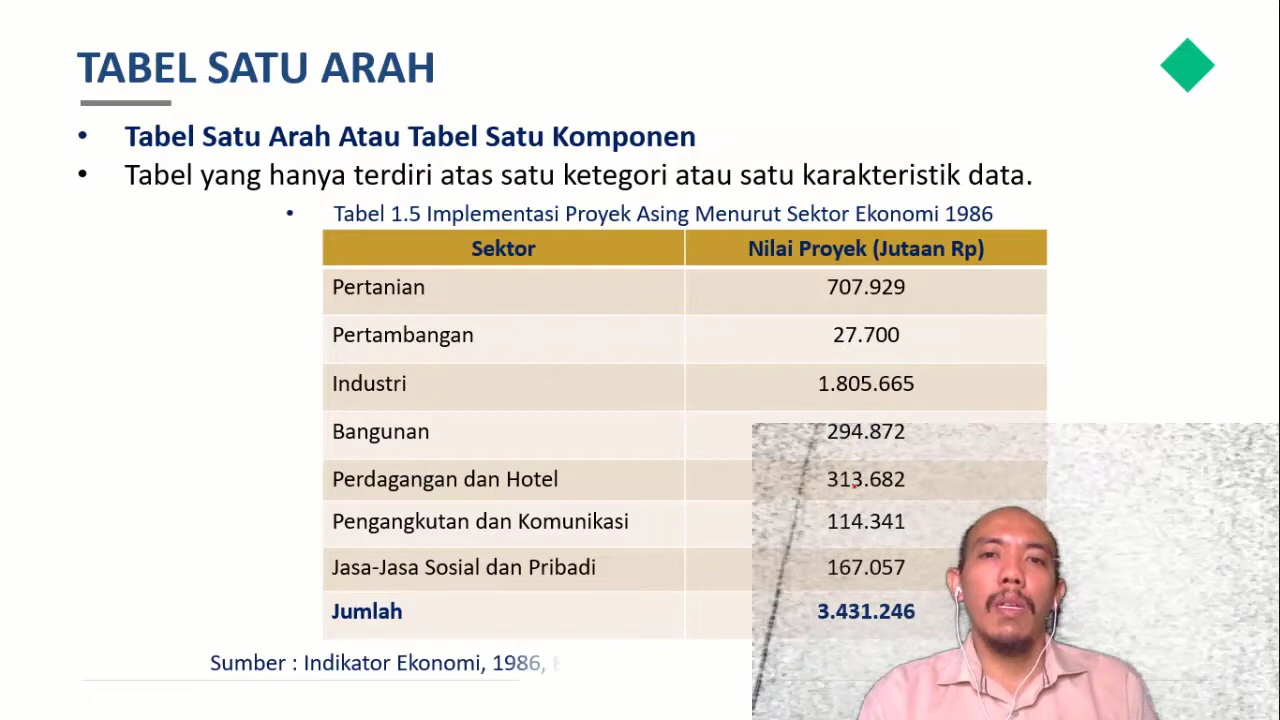 TABEL SATU ARAH
• Tabel Satu Arah Atau Tabel Satu Komponen
• Tabel yang hanya terdiri atas satu ketegori atau satu karakteristik data.
• Tabel 1.5 Implementasi Proyek Asing Menurut Sektor Ekonomi 1986
Sektor Nilai Proyek (Jutaan Rp)
Pertanian 707.929
Pertambangan 27.700
Industri 1.805.665
Bangunan 294.872
Perdagangan dan Hotel 313.682
Pengangkutan dan Komunikasi 114.341
Jasa-Jasa Sosial dan Pribadi 167.057
Jumlah 3.431.246
Sumber : Indikator Ekonomi, 1986,